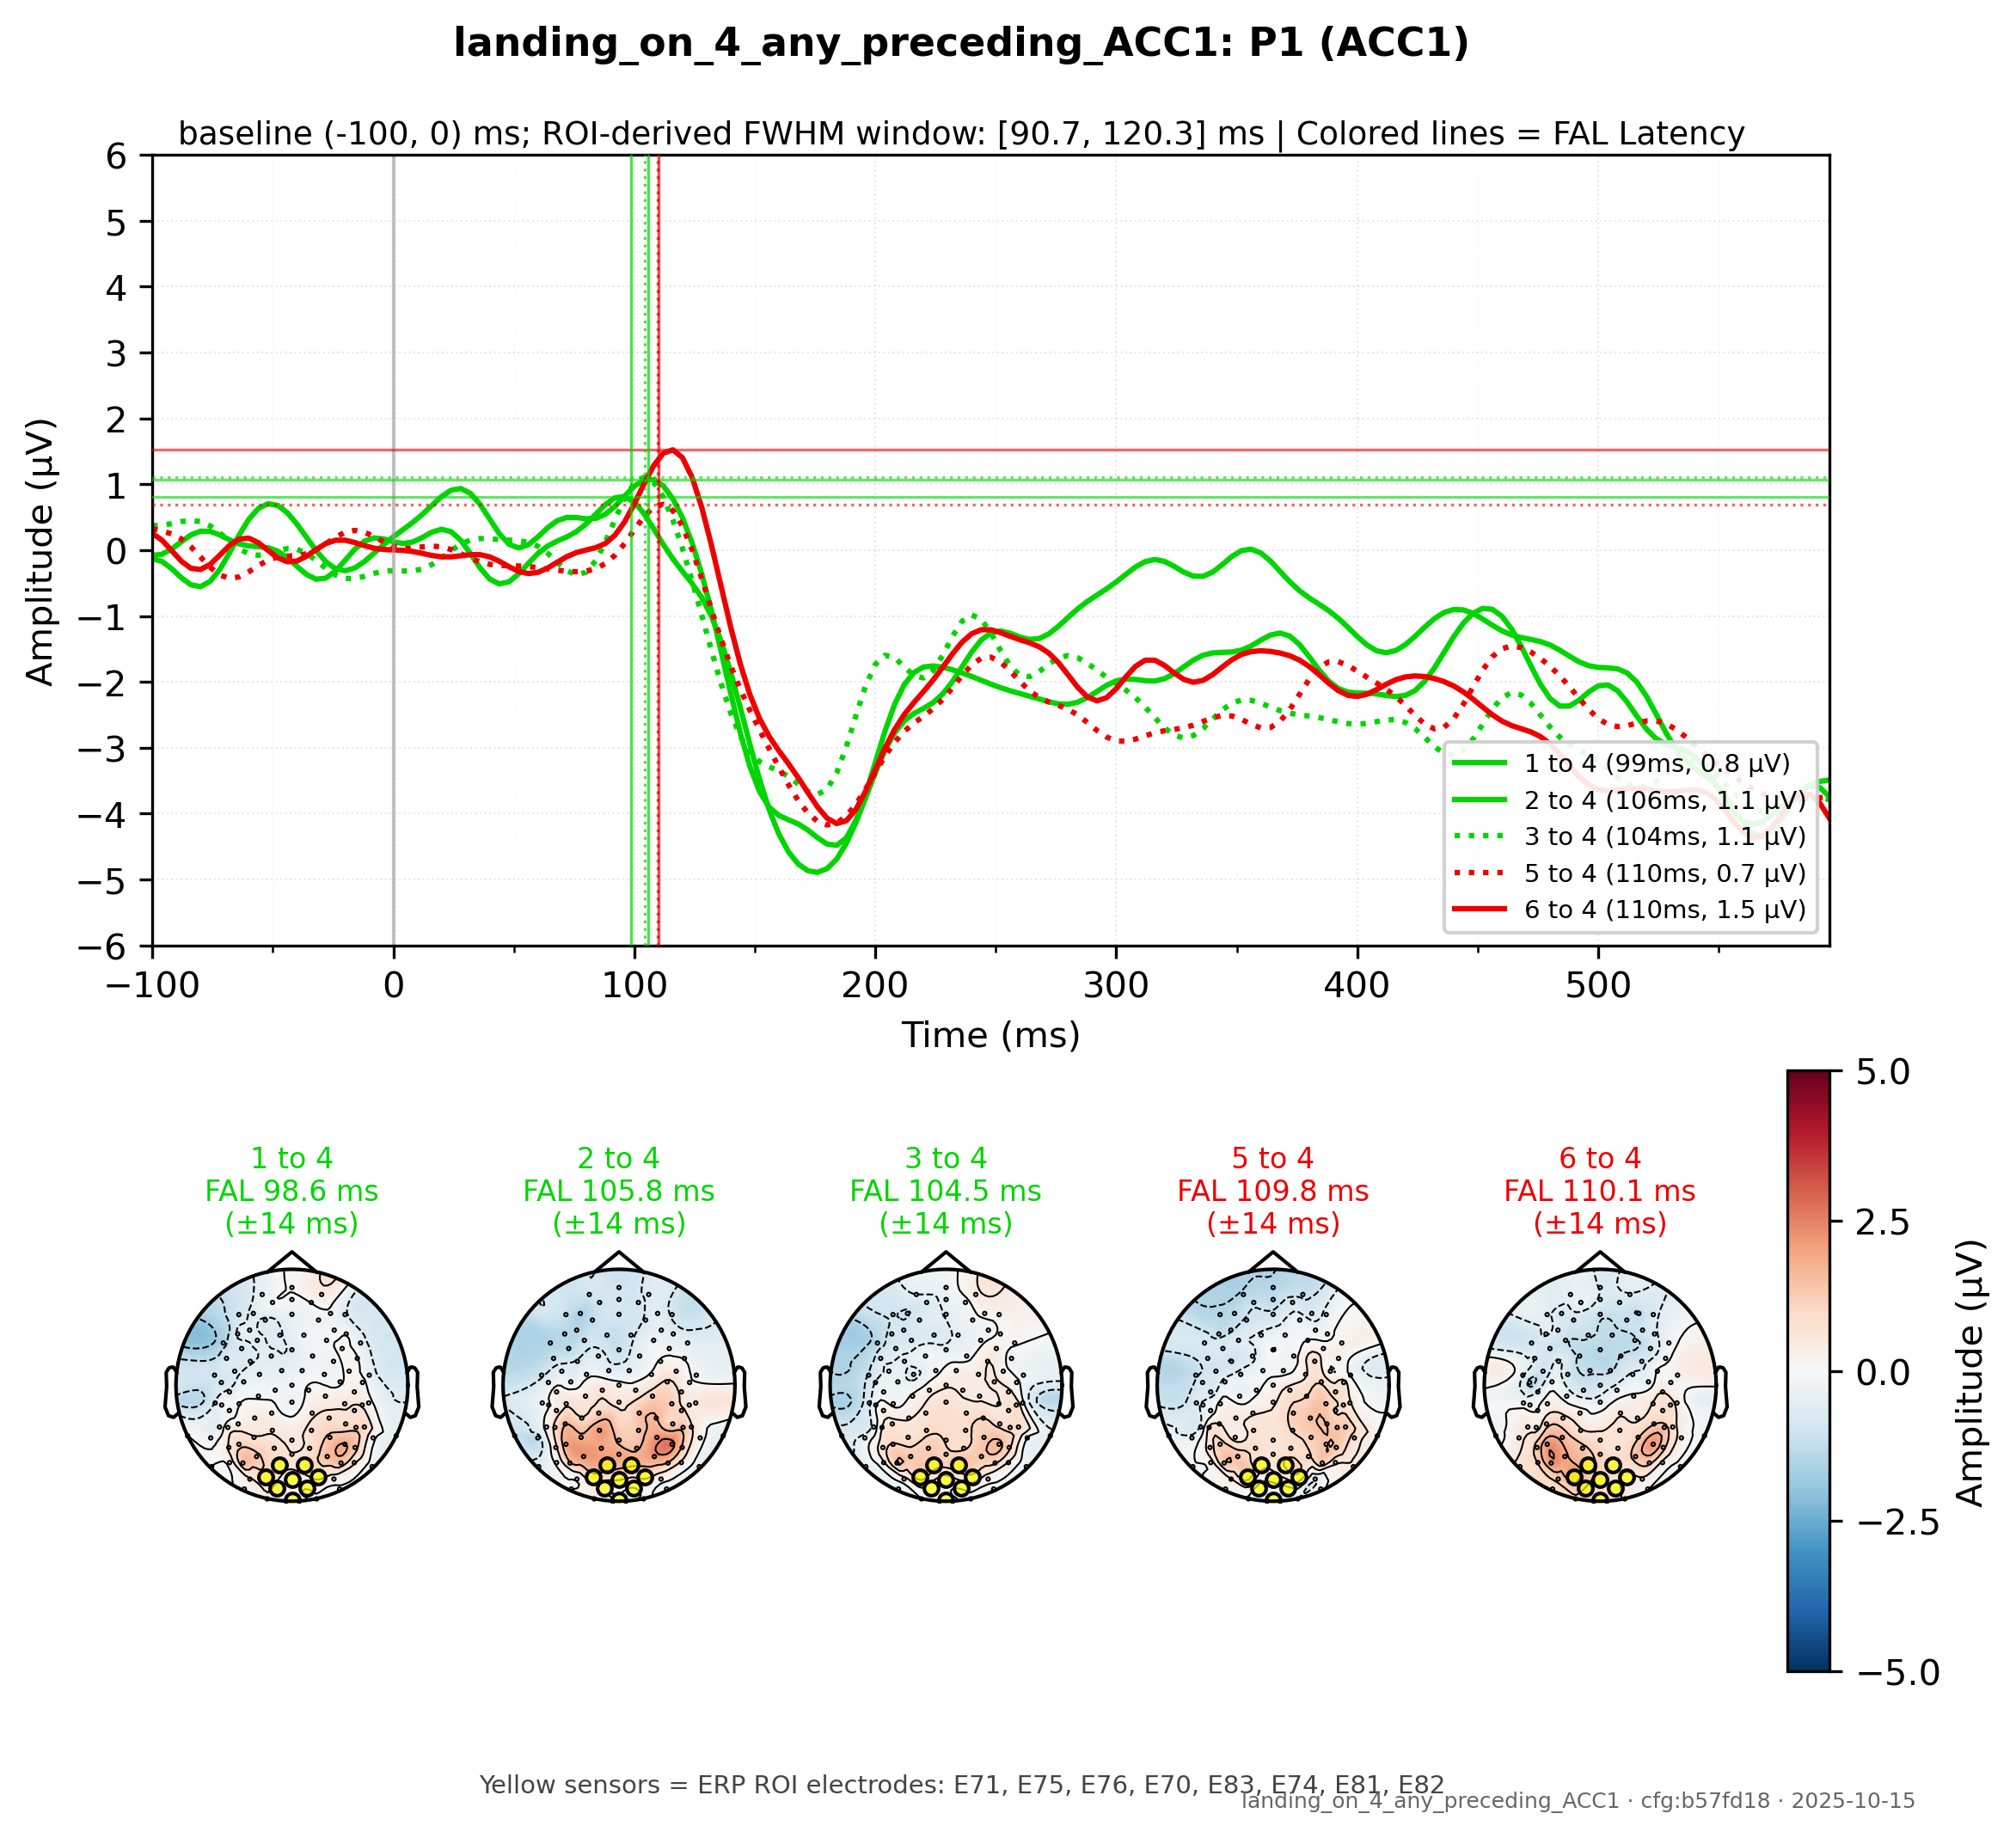 landing_on_4_any_preceding_ACC1: P1 (ACC1)
baseline (-100, 0) ms; ROI-derived FWHM window: [90.7, 120.3] ms | Colored lines = FAL Latency
Amplitude (µV)
6
5
4
3
2
1
0
−1
−2
−3
−4
−5
−6
1 to 4 (99ms, 0.8 µV)
2 to 4 (106ms, 1.1 µV)
3 to 4 (104ms, 1.1 µV)
5 to 4 (110ms, 0.7 µV)
6 to 4 (110ms, 1.5 µV)
−100 0 100 200 300 400 500
Time (ms)
1 to 4
FAL 98.6 ms
(±14 ms)
2 to 4
FAL 105.8 ms
(±14 ms)
3 to 4
FAL 104.5 ms
(±14 ms)
5 to 4
FAL 109.8 ms
(±14 ms)
6 to 4
FAL 110.1 ms
(±14 ms)
5.0
2.5
0.0
−2.5
−5.0
Amplitude (µV)
Yellow sensors = ERP ROI electrodes: E71, E75, E76, E70, E83, E74, E81, E82
landing_on_4_any_preceding_ACC1 · cfg:b57fd18 · 2025-10-15